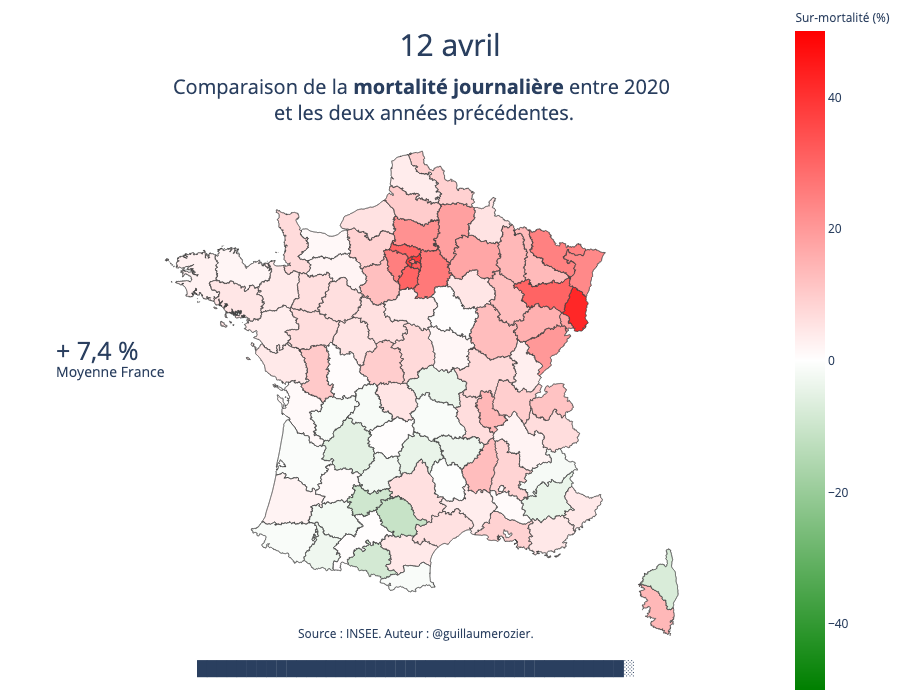 Sur-mortalité (%)
12 avril
Comparaison de la mortalité journalière entre 2020
et les deux années précédentes.
40
20
0
−20
−40
+ 7,4 %
Moyenne France
Source : INSEE. Auteur : @guillaumerozier.